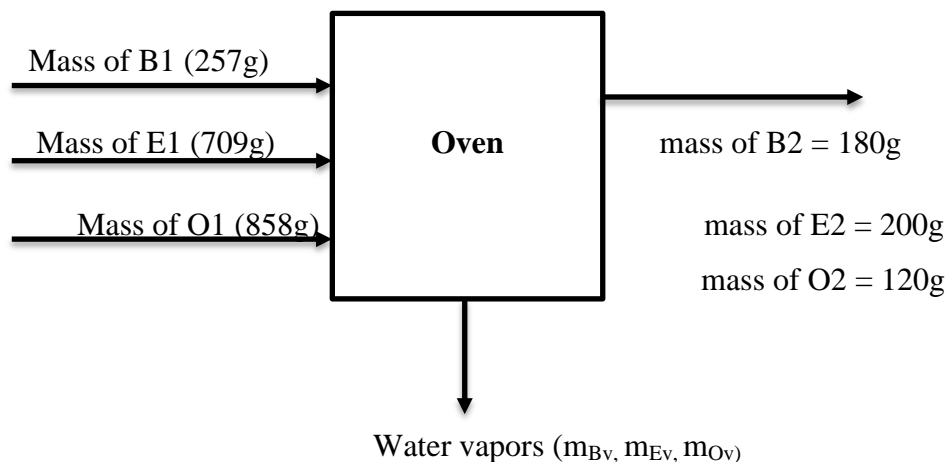 Mass of B1 (257g)
Mass of E1 (709g)
Mass of O1 (858g)
Oven
mass of B2 = 180g
mass of E2 = 200g
mass of O2 = 120g
Water vapors (mBv, mEv, mOv)